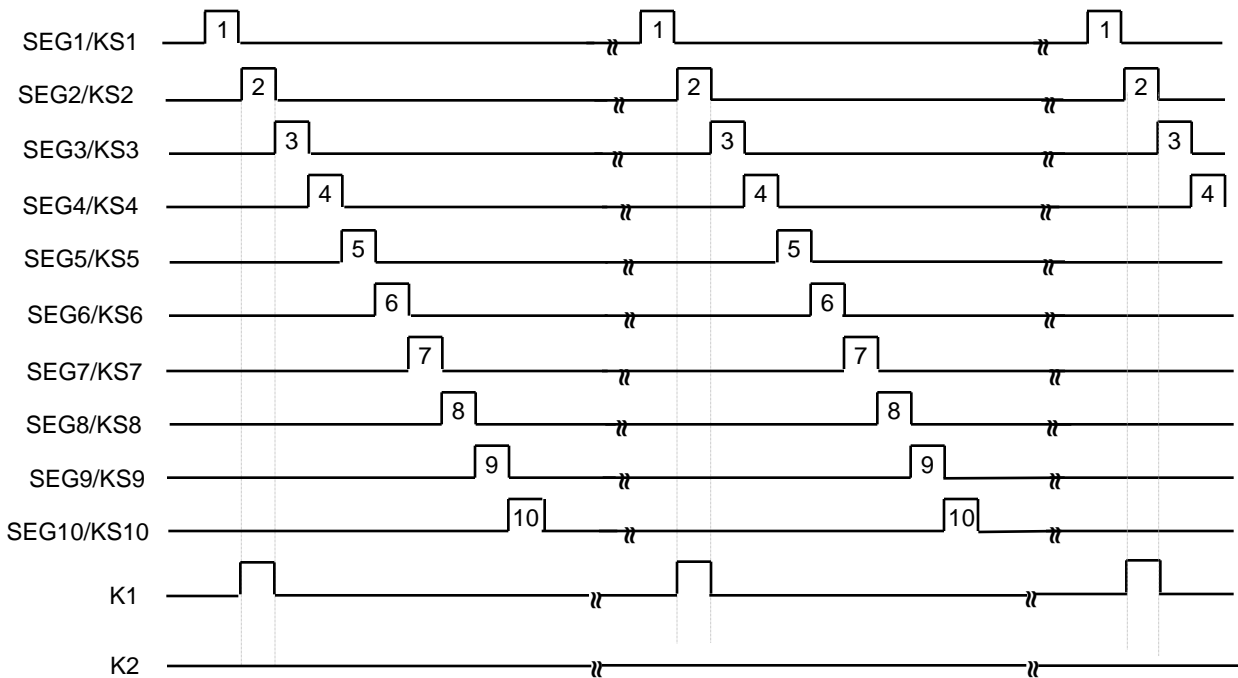 SEG1/KS1 1 1 1
SEG2/KS2 2 2 2
SEG3/KS3 3 3 3
SEG4/KS4 4 4 4
SEG5/KS5 5 5
SEG6/KS6 6 6
SEG7/KS7 7 7
SEG8/KS8 8 8
SEG9/KS9 9 9
SEG10/KS10 10 10
K1
K2